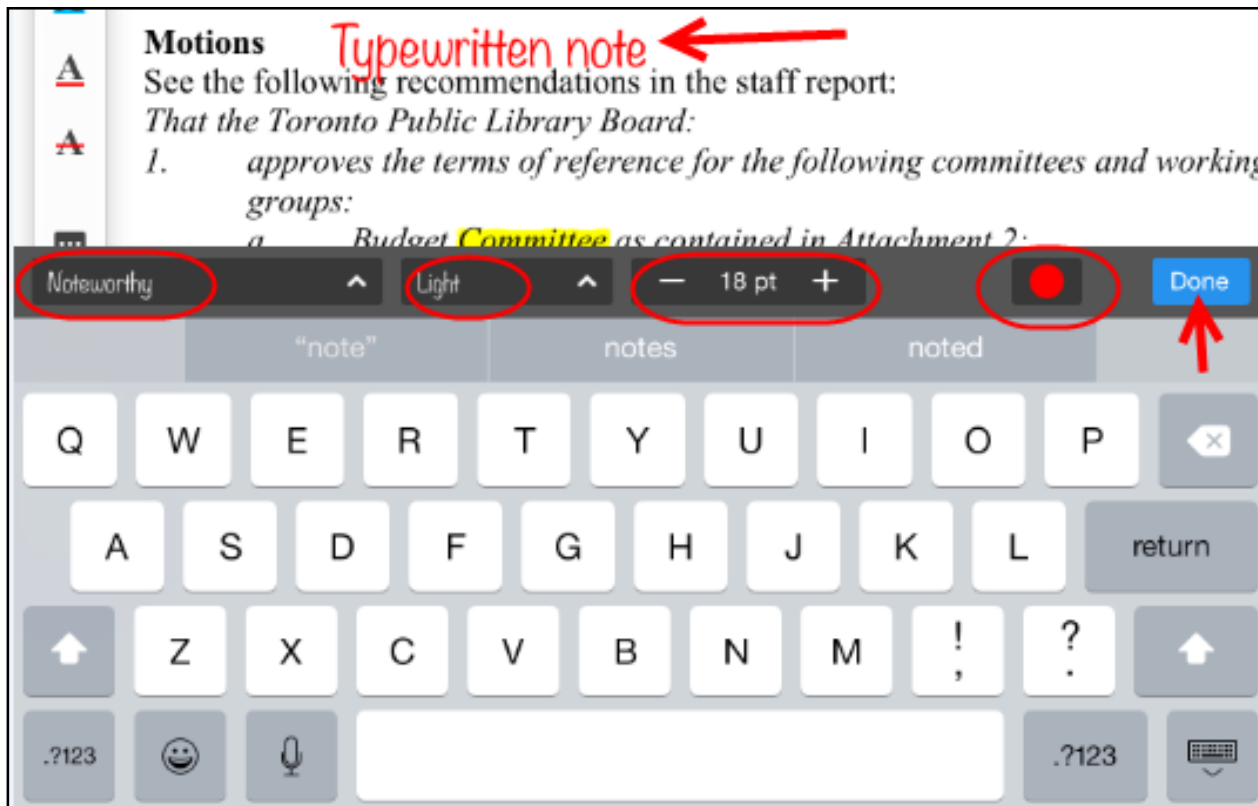 Motions Typewritten note
A See the following recommendations in the staff report:
That the Toronto Public Library Board:
A
1. approves the terms of reference for the following committees and working
groups:
a Budget Committee as contained in Attachment 2;
Noteworthy Light — 18 pt + Done
“note” notes noted
Q W E R T Y U I O P
A S D F G H J K L return
Z X C V B N M ! , ? .
.?123 .?123